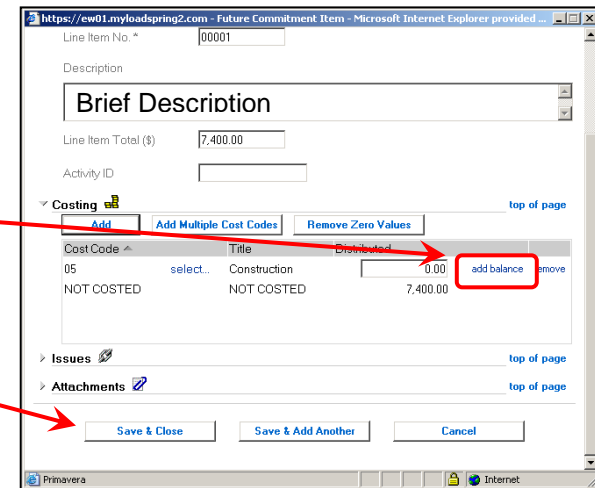 https://ew01.myloadspring2.com - Future Commitment Item - Microsoft Internet Explorer provided ...
Line Item No. * 00001
Description
Brief Description
Line Item Total ($) 7,400.00
Activity ID
Costing top of page
Add Add Multiple Cost Codes Remove Zero Values
Cost Code Title Distributed
05 select... Construction 0.00 add balance emove
NOT COSTED NOT COSTED 7,400.00
Issues top of page
Attachments top of page
Save & Close Save & Add Another Cancel
Primavera Internet